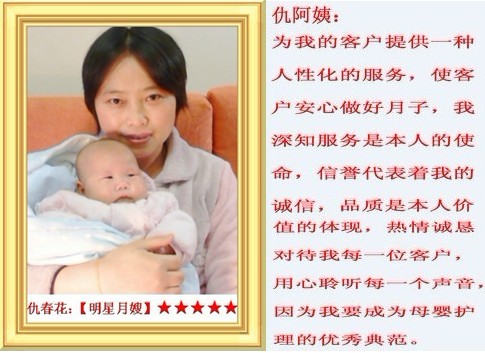 仇阿姨：
为我的客户提供一种
人性化的服务，使客
户安心做好月子，我
深知服务是本人的使
命，信誉代表着我的
诚信，品质是本人价
值的体现，热情诚恳
对待我每一位客户，
用心聆听每一个声音，
因为我要成为母婴护
理的优秀典范。
仇春花：【明星月嫂】★★★★★